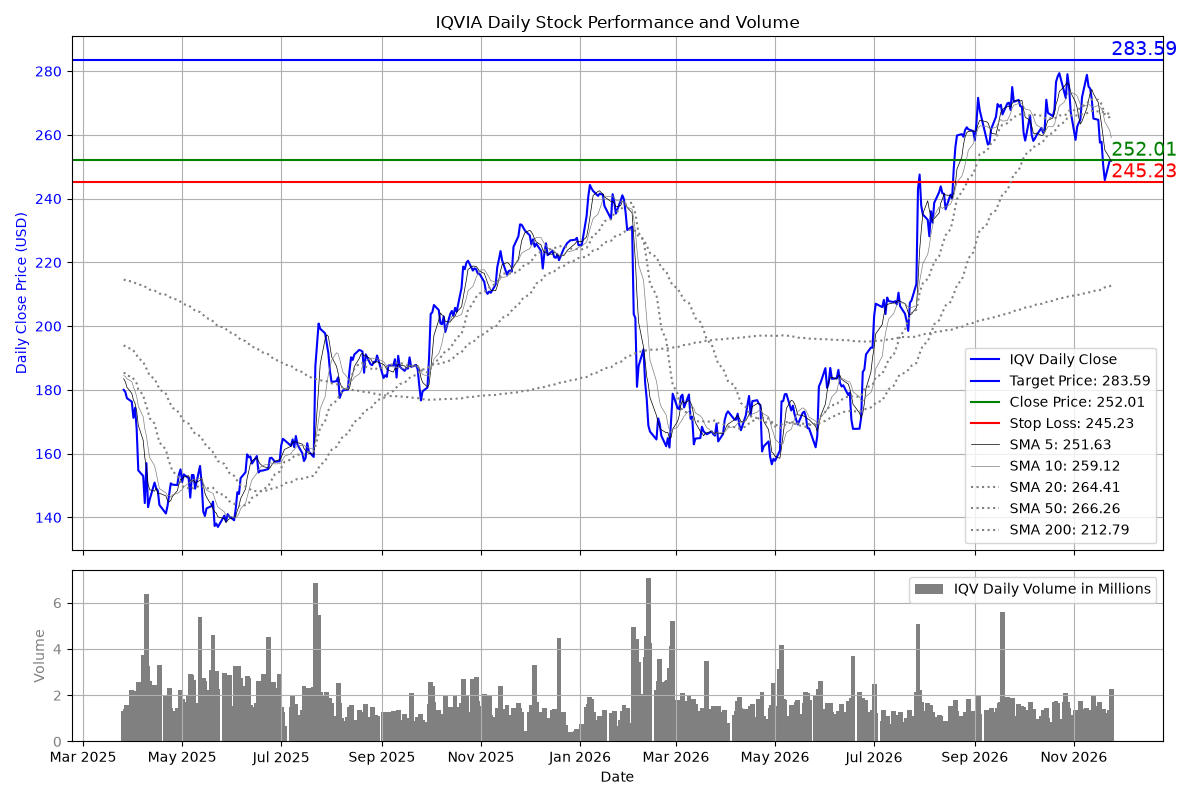 IQVIA Daily Stock Performance and Volume
283.59
280
260
252.01
245.23
240
220
200
180
160
140
Daily Close Price (USD)
IQV Daily Close
Target Price: 283.59
Close Price: 252.01
Stop Loss: 245.23
SMA 5: 251.63
SMA 10: 259.12
SMA 20: 264.41
SMA 50: 266.26
SMA 200: 212.79
IQV Daily Volume in Millions
6
4
2
0
Volume
Mar 2025
May 2025
Jul 2025
Sep 2025
Nov 2025
Jan 2026
Mar 2026
May 2026
Jul 2026
Sep 2026
Nov 2026
Date